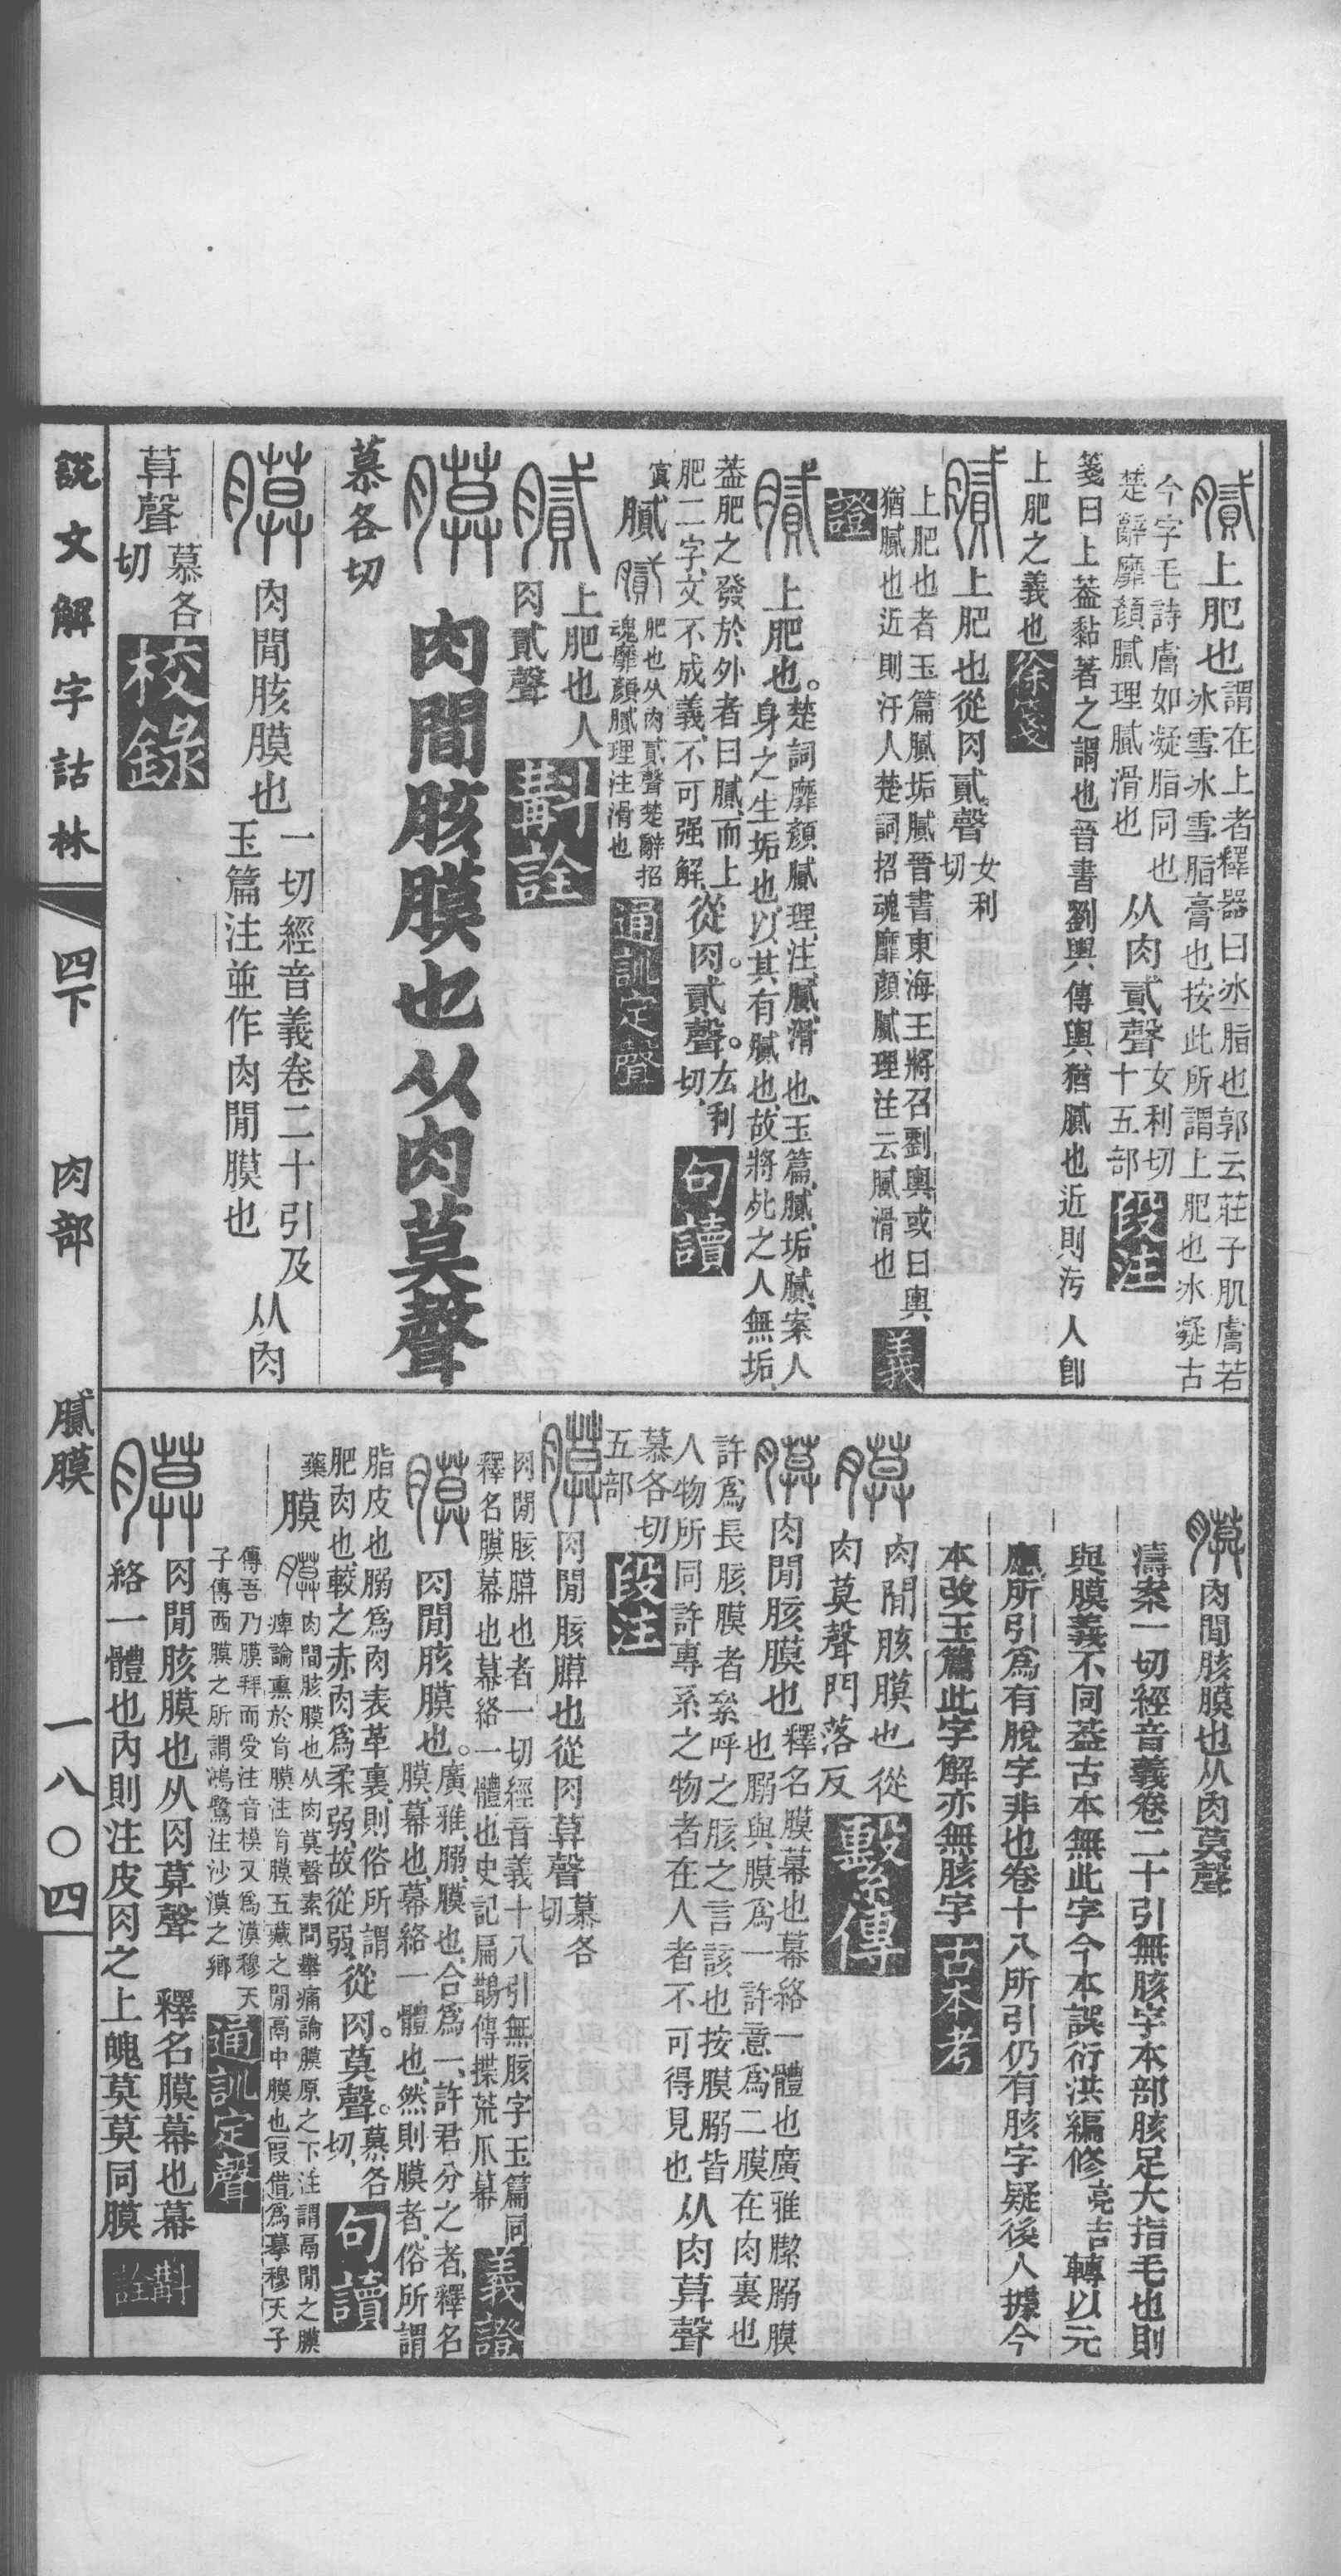 膩上肥也謂在上者釋器曰冰脂也郭云莊子肌膚若
冰雪冰雪脂膏也按此所謂上肥也冰凝古
今字毛詩膚如凝脂同也从肉貳聲女利切
楚辭靡顏膩理膩滑也十五部段注
箋曰上葢黏著之謂也晉書劉輿傳輿猶膩也近則汚人卽
上肥之義也徐箋
膩上肥也從肉貳聲女利切
上肥也者玉篇膩垢膩晉書東海王將召劉輿或曰輿
猶膩也近則汙人楚詞招魂靡顏膩理注云膩滑也義
證
膩上肥也。楚詞靡顏膩理、注、膩、滑也、玉篇、膩、垢膩、案人
身之生垢也、以其有膩也、故將死之人無垢、
葢肥之發於外者曰膩、而上從肉。貳聲。女利
肥二字、文不成義、不可强解、切、句讀
寘膩膩肥也从肉貳聲楚辭招
魂靡顏膩理注滑也通訓定聲
膩上肥也人
肉貳聲斠詮
膜肉閒胲膜也从肉莫聲
慕各切
膜肉閒胲膜也一切經音義卷二十引及
玉篇注並作肉閒膜也从肉
莫聲慕各切校錄
膜肉閒胲膜也从肉莫聲
濤案一切經音義卷二十引無胲字本部胲足大指毛也則
與膜義不同葢古本無此字今本誤衍洪編修亮吉轉以元
應所引爲有脫字非也卷十八所引仍有胲字疑後人據今
本改玉篇此字解亦無胲字古本考
膜肉閒胲膜也從
肉莫聲門落反繫傳
膜肉閒胲膜也釋名膜幕也幕絡一體也廣雅䐿朥膜
也朥與膜爲一許意爲二膜在肉裏也
許爲長胲膜者絫呼之胲之言該也按膜朥皆
人物所同許專系之物者在人者不可得見也从肉莫聲
慕各切
五部段注
膜肉閒胲膜也從肉莫聲慕各切
肉閒胲膜也者一切經音義十八引無胲字玉篇同
釋名膜幕也幕絡一體也史記扁鵲傳揲荒爪幕義證
膜肉閒胲膜也。廣雅、朥、膜也、合爲一、許君分之者、釋名
膜、幕也、幕絡一體也、然則膜者、俗所謂
脂皮也朥爲肉表革裏、則俗所謂從肉。莫聲。慕各
肥肉也、較之赤肉爲柔弱、故從弱、切、句讀
藥膜膜肉閒胲膜也从肉莫聲素問舉痛論膜原之下注謂鬲閒之膜
痺論熏於肓膜注肓膜五藏之閒鬲中膜也叚借爲摹穆天子
傳吾乃膜拜而受注音模又爲漠穆天
子傳西膜之所謂鴻鷺注沙漠之鄉通訓定聲
膜肉閒胲膜也从肉莫聲　釋名膜幕也幕
絡一體也內則注皮肉之上魄莫莫同膜斠詮
說文解字詁林　四下　肉部　膩膜　一八〇四